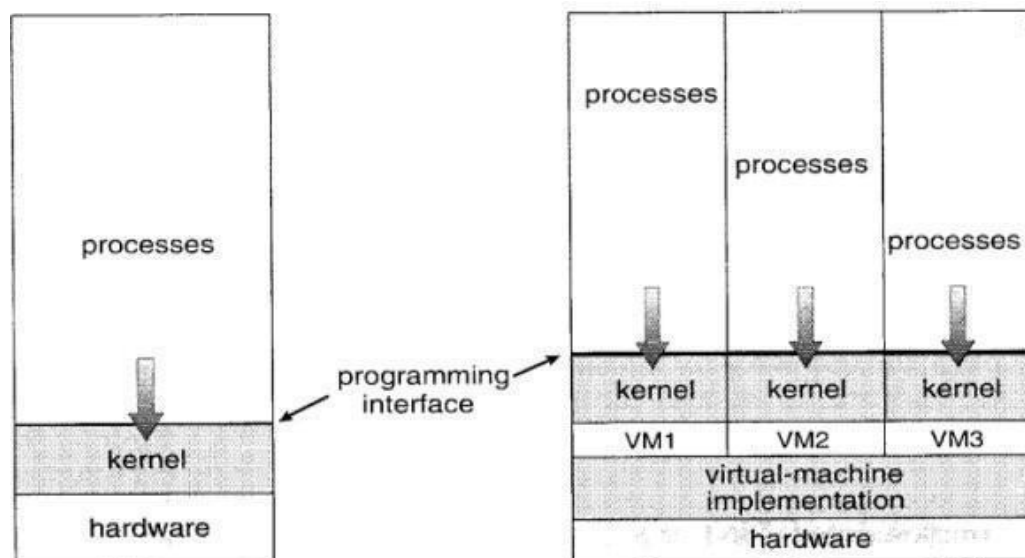 processes
kernel
hardware
programming
interface
processes
processes
processes
kernel
kernel
kernel
VM1
VM2
VM3
virtual-machine
implementation
hardware